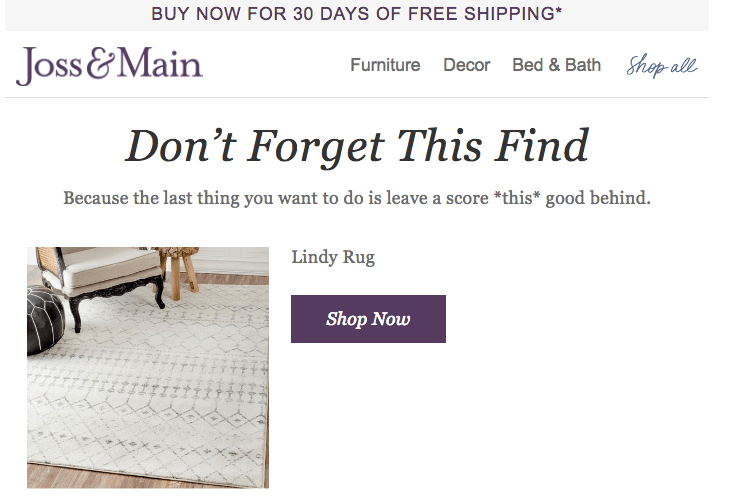 BUY NOW FOR 30 DAYS OF FREE SHIPPING*
Joss&Main
Furniture Decor Bed & Bath Shop all
Don’t Forget This Find
Because the last thing you want to do is leave a score *this* good behind.
Lindy Rug
Shop Now